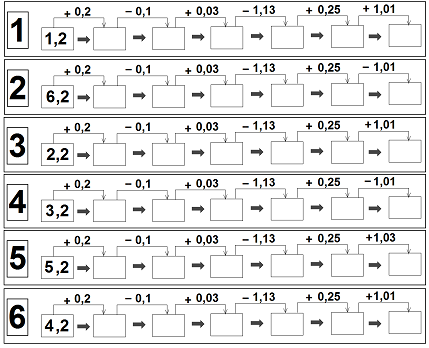 1 + 0,2 – 0,1 + 0,03 – 1,13 + 0,25 + 1,01
1,2
2 + 0,2 – 0,1 + 0,03 – 1,13 + 0,25 – 1,01
6,2
3 + 0,2 – 0,1 + 0,03 – 1,13 + 0,25 +1,01
2,2
4 + 0,2 – 0,1 + 0,03 – 1,13 + 0,25 – 1,01
3,2
5 + 0,2 – 0,1 + 0,03 – 1,13 + 0,25 +1,03
5,2
6 + 0,2 – 0,1 + 0,03 – 1,13 + 0,25 +1,01
4,2